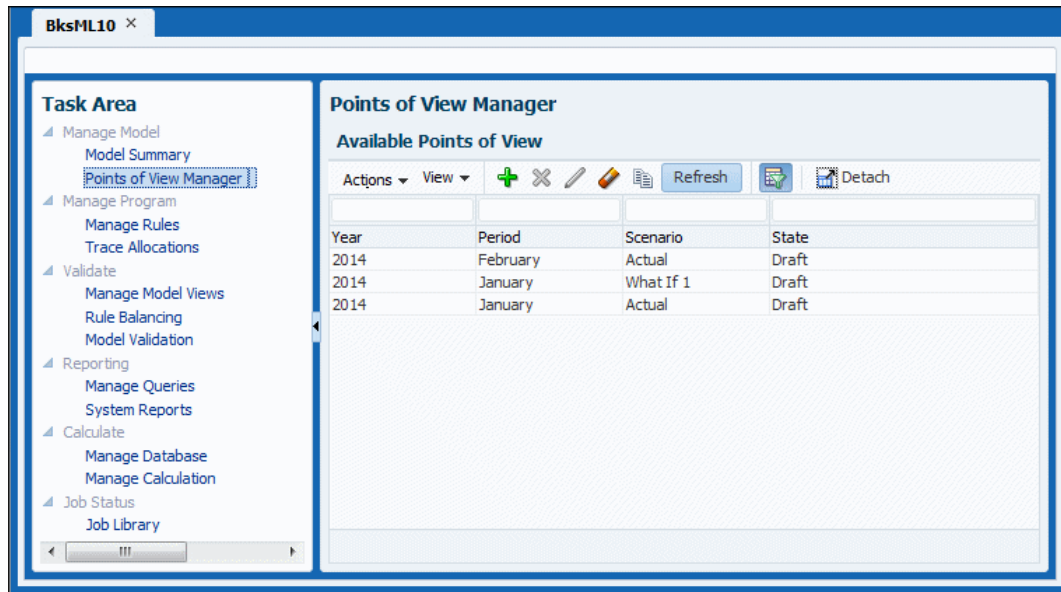 BksML10 ×
Task Area
Manage Model
Model Summary
Points of View Manager
Manage Program
Manage Rules
Trace Allocations
Validate
Manage Model Views
Rule Balancing
Model Validation
Reporting
Manage Queries
System Reports
Calculate
Manage Database
Manage Calculation
Job Status
Job Library
Points of View Manager
Available Points of View
Actions View Refresh Detach
Year Period Scenario State
2014 February Actual Draft
2014 January What If 1 Draft
2014 January Actual Draft